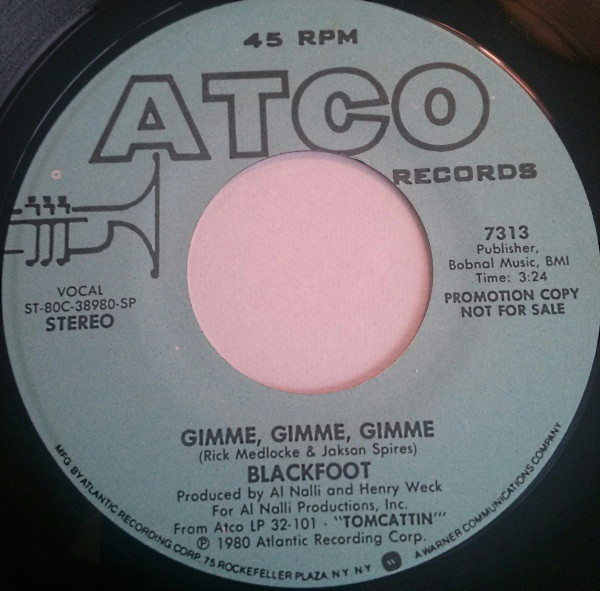 45 RPM
ATCO
RECORDS
7313
Publisher,
Bobnal Music, BMI
Time: 3:24
PROMOTION COPY
NOT FOR SALE
VOCAL
ST-80C-38980-SP
STEREO
GIMME, GIMME, GIMME
(Rick Medlocke & Jakson Spires)
BLACKFOOT
Produced by Al Nalli and Henry Weck
For Al Nalli Productions, Inc.
From Atco LP 32-101 - "TOMCATTIN'"
℗ 1980 Atlantic Recording Corp.
MFG. BY ATLANTIC RECORDING CORP. 75 ROCKEFELLER PLAZA. N.Y. N.Y. A WARNER COMMUNICATIONS COMPANY